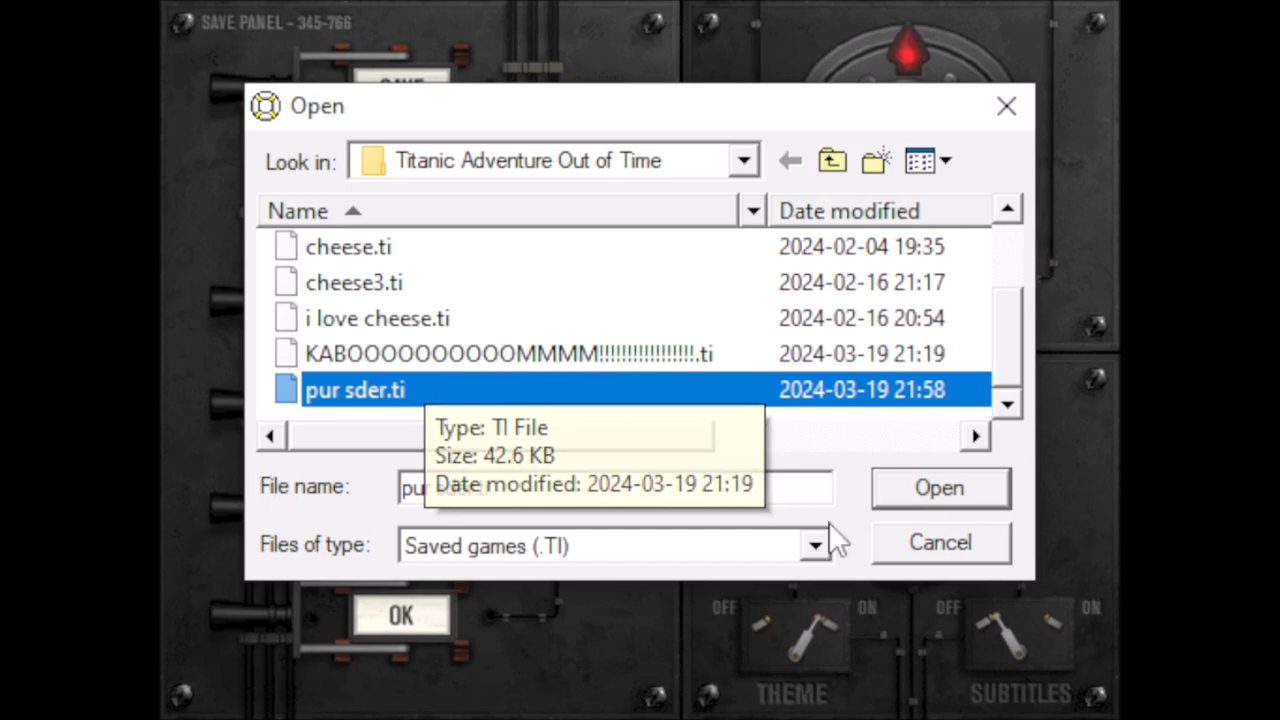 SAVE PANEL - 345-766
Open
Look in: Titanic Adventure Out of Time
Name Date modified
cheese.ti 2024-02-04 19:35
cheese3.ti 2024-02-16 21:17
i love cheese.ti 2024-02-16 20:54
KABOOOOOOOOOOMMMM!!!!!!!!!!!!!!!!!.ti 2024-03-19 21:19
pur sder.ti 2024-03-19 21:58
Type: TI File
Size: 42.6 KB
Date modified: 2024-03-19 21:19
File name: pur sder.ti Open
Files of type: Saved games (.TI) Cancel
OK
OFF ON OFF ON
THEME SUBTITLES